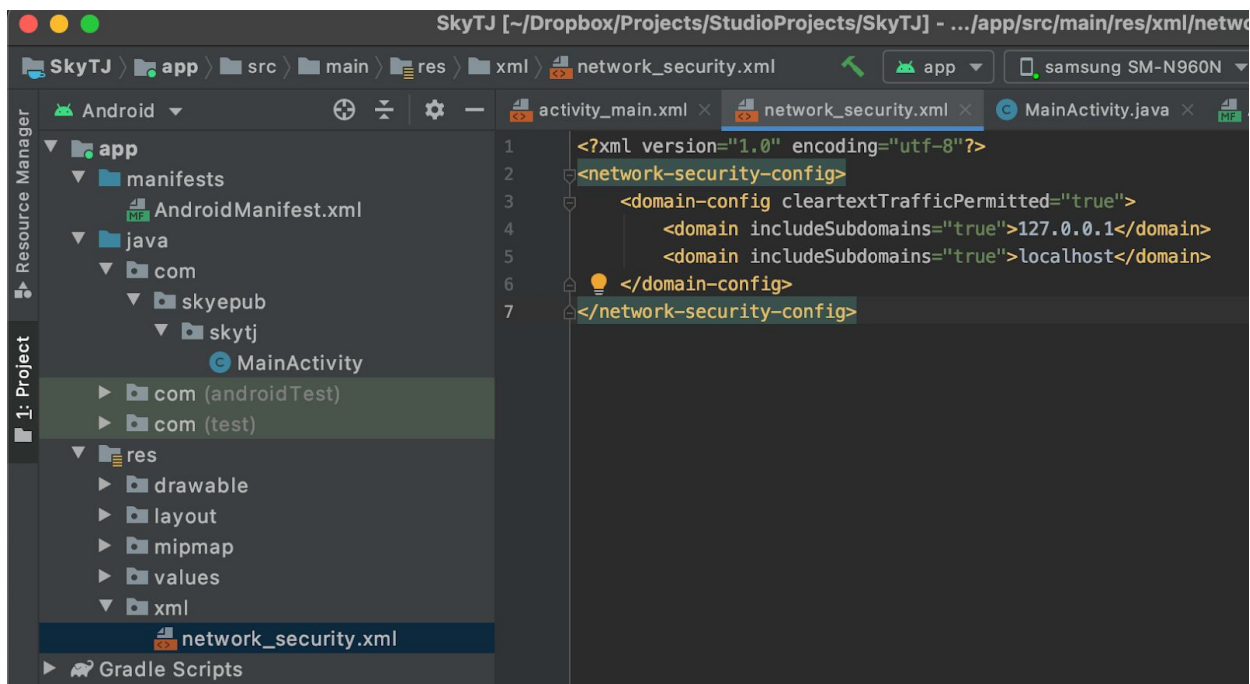 SkyTJ [~/Dropbox/Projects/StudioProjects/SkyTJ] - .../app/src/main/res/xml/netwo
SkyTJ app src main res xml network_security.xml app samsung SM-N960N
Resource Manager
1: Project
Android
app
manifests
AndroidManifest.xml
java
com
skyepub
skytj
MainActivity
com (androidTest)
com (test)
res
drawable
layout
mipmap
values
xml
network_security.xml
Gradle Scripts
activity_main.xml network_security.xml MainActivity.java
1 <?xml version="1.0" encoding="utf-8"?>
2 <network-security-config>
3 <domain-config cleartextTrafficPermitted="true">
4 <domain includeSubdomains="true">127.0.0.1</domain>
5 <domain includeSubdomains="true">localhost</domain>
6 </domain-config>
7 </network-security-config>